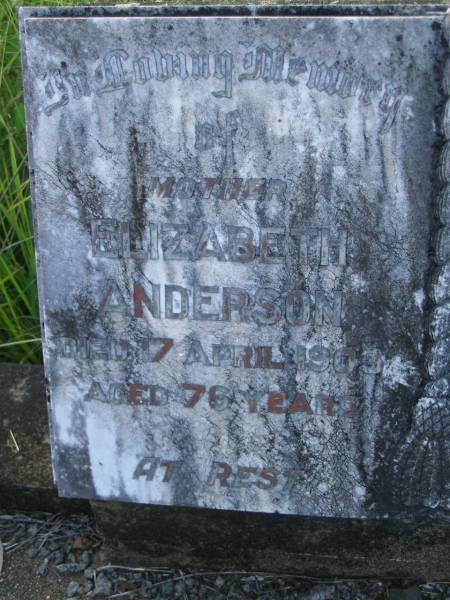 In Loving Memory
of
MOTHER
ELIZABETH
ANDERSON
DIED 17 APRIL
AGED YEARS
AT REST